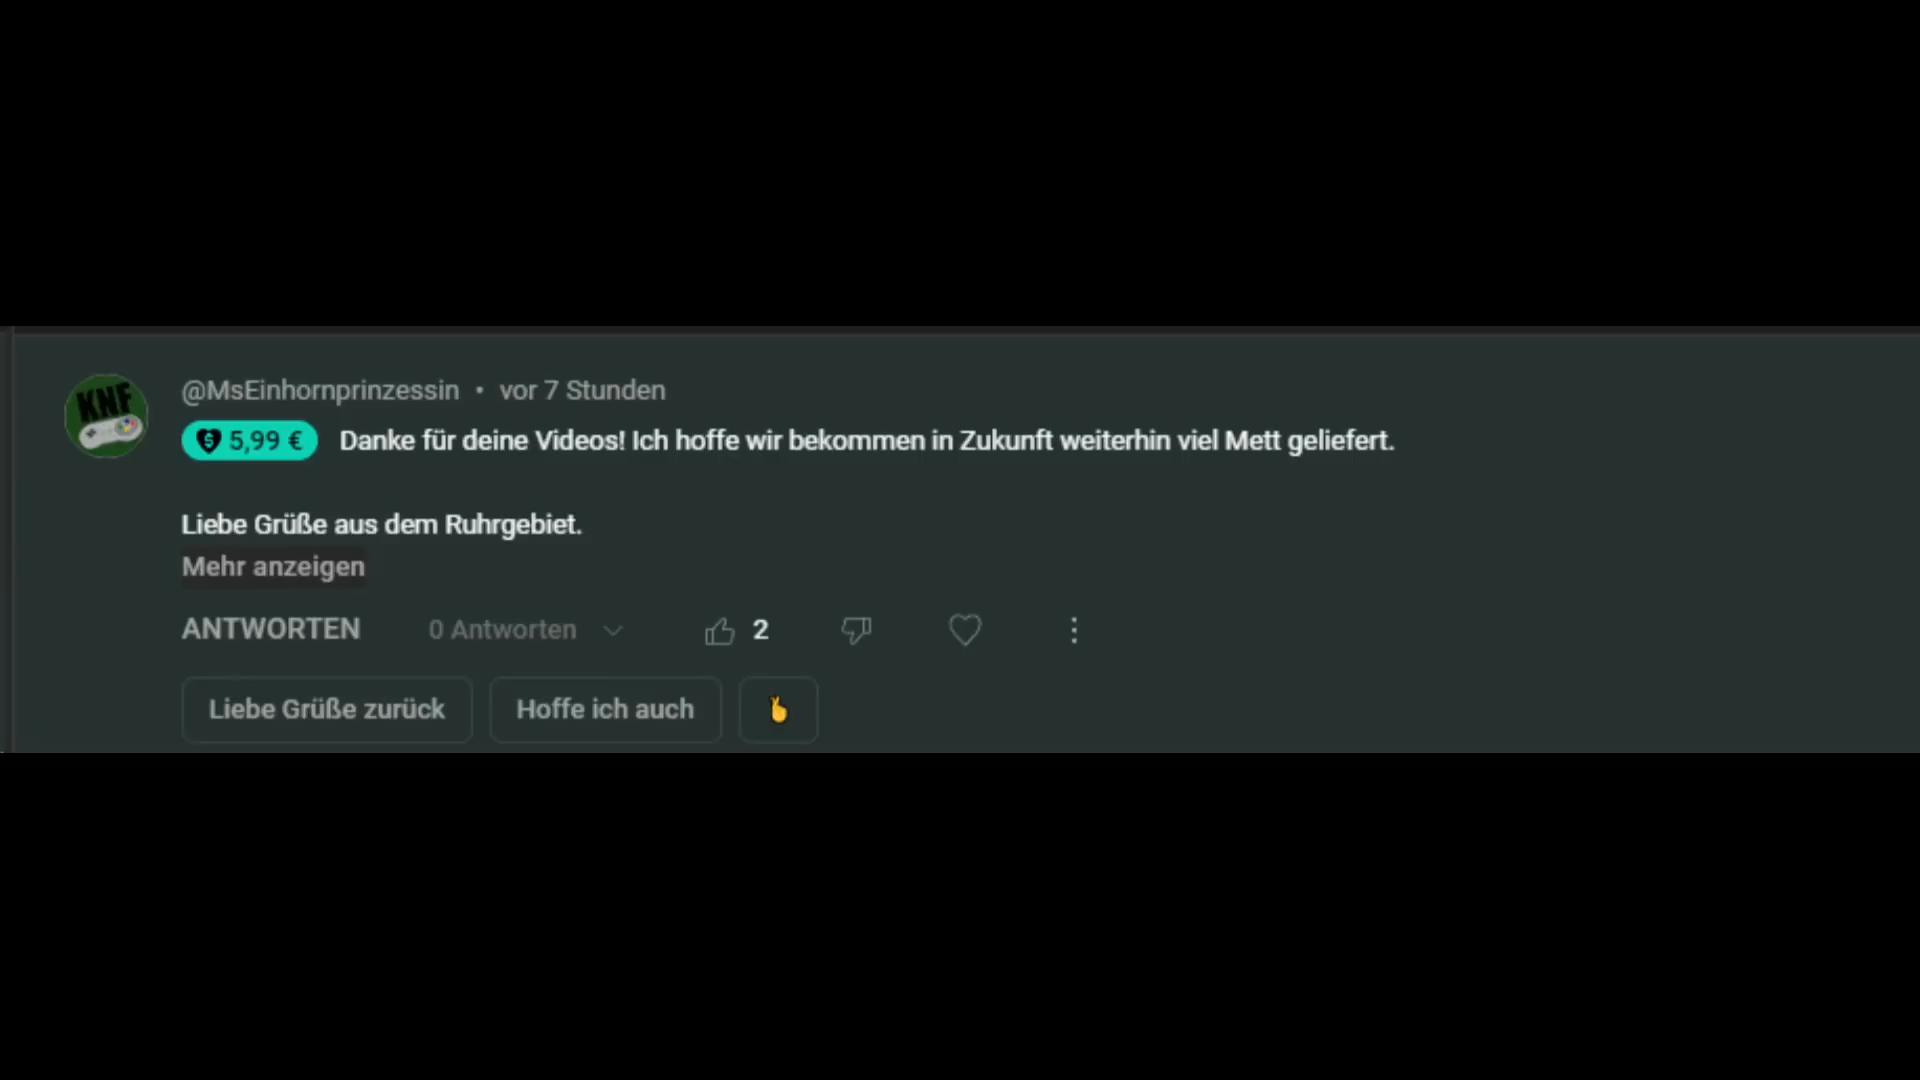 KNF
@MsEinhornprinzessin • vor 7 Stunden
5,99 € Danke für deine Videos! Ich hoffe wir bekommen in Zukunft weiterhin viel Mett geliefert.
Liebe Grüße aus dem Ruhrgebiet.
Mehr anzeigen
ANTWORTEN 0 Antworten 2
Liebe Grüße zurück Hoffe ich auch